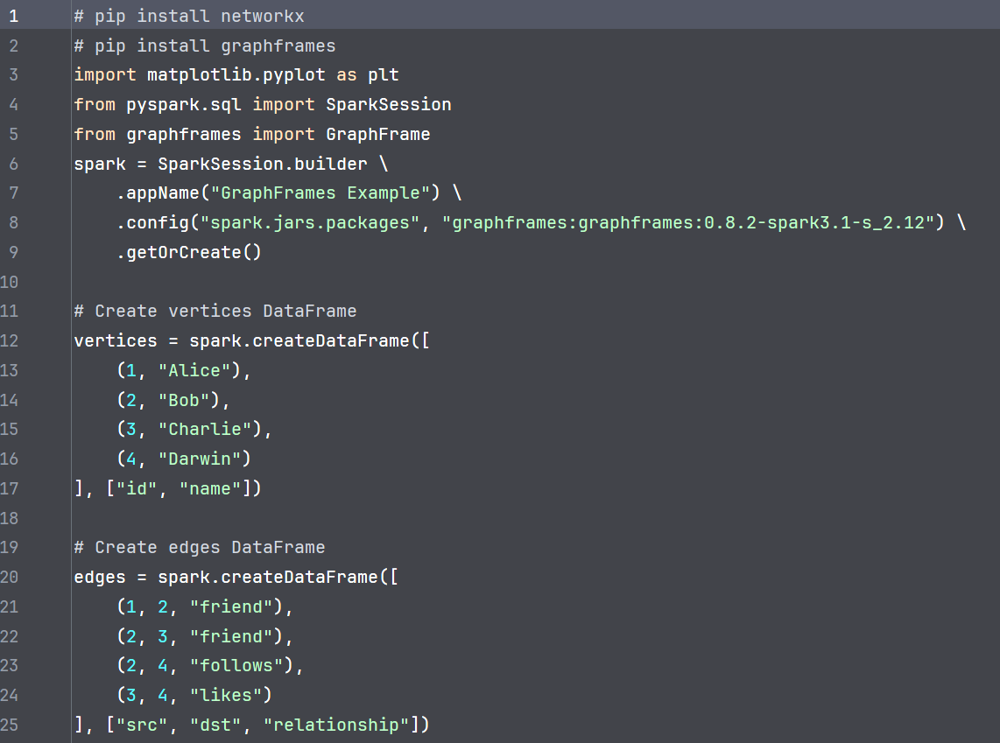 1 # pip install networkx
2 # pip install graphframes
3 import matplotlib.pyplot as plt
4 from pyspark.sql import SparkSession
5 from graphframes import GraphFrame
6 spark = SparkSession.builder \
7     .appName("GraphFrames Example") \
8     .config("spark.jars.packages", "graphframes:graphframes:0.8.2-spark3.1-s_2.12") \
9     .getOrCreate()
10
11 # Create vertices DataFrame
12 vertices = spark.createDataFrame([
13     (1, "Alice"),
14     (2, "Bob"),
15     (3, "Charlie"),
16     (4, "Darwin")
17 ], ["id", "name"])
18
19 # Create edges DataFrame
20 edges = spark.createDataFrame([
21     (1, 2, "friend"),
22     (2, 3, "friend"),
23     (2, 4, "follows"),
24     (3, 4, "likes")
25 ], ["src", "dst", "relationship"])